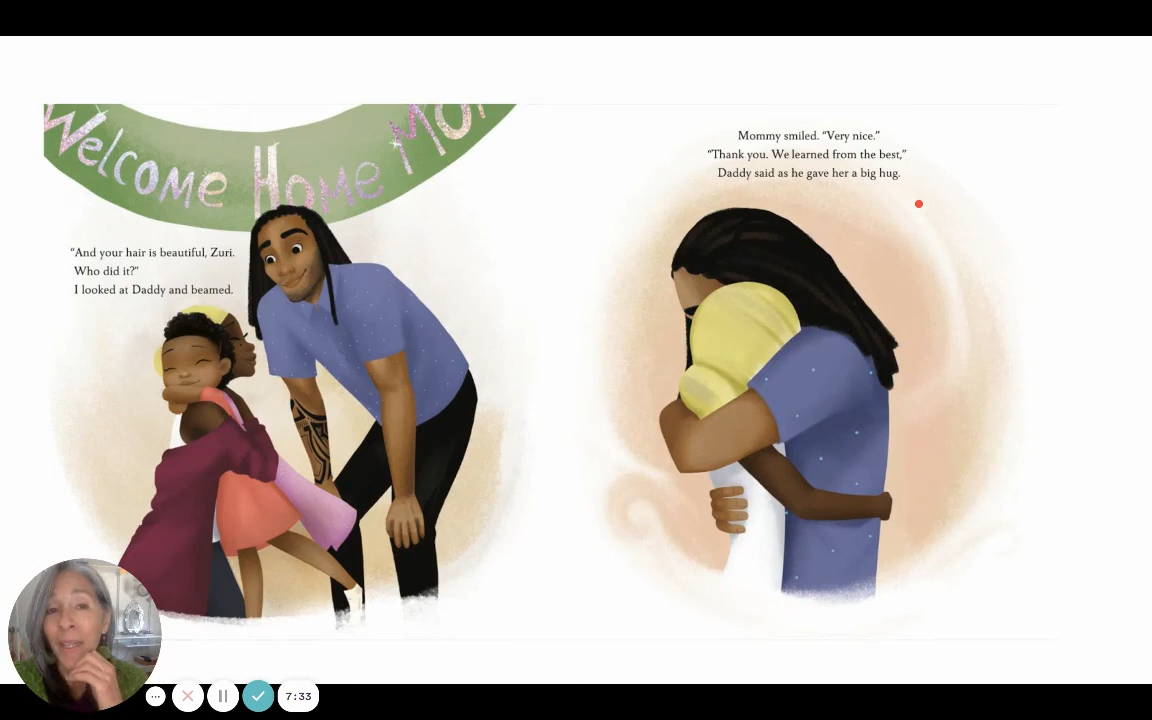 Welcome Home
"And your hair is beautiful, Zuri.
Who did it?"
I looked at Daddy and beamed.
Mommy smiled. "Very nice."
"Thank you. We learned from the best,"
Daddy said as he gave her a big hug.
7:33